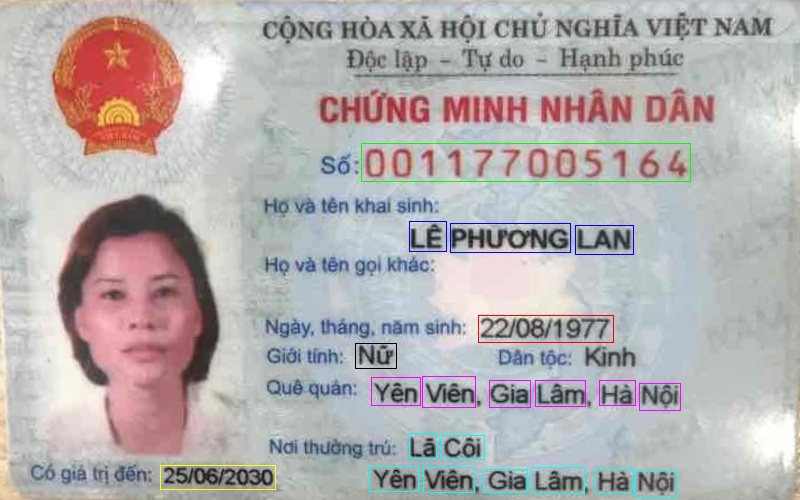 CỘNG HÒA XÃ HỘI CHỦ NGHĨA VIỆT NAM
Độc lập - Tự do - Hạnh phúc
CHỨNG MINH NHÂN DÂN
Số: 001177005164
Họ và tên khai sinh:
LÊ PHƯƠNG LAN
Họ và tên gọi khác:
Ngày, tháng, năm sinh: 22/08/1977
Giới tính: Nữ Dân tộc: Kinh
Quê quán: Yên Viên, Gia Lâm, Hà Nội
Nơi thường trú: Lã Côi
Yên Viên, Gia Lâm, Hà Nội
Có giá trị đến: 25/06/2030